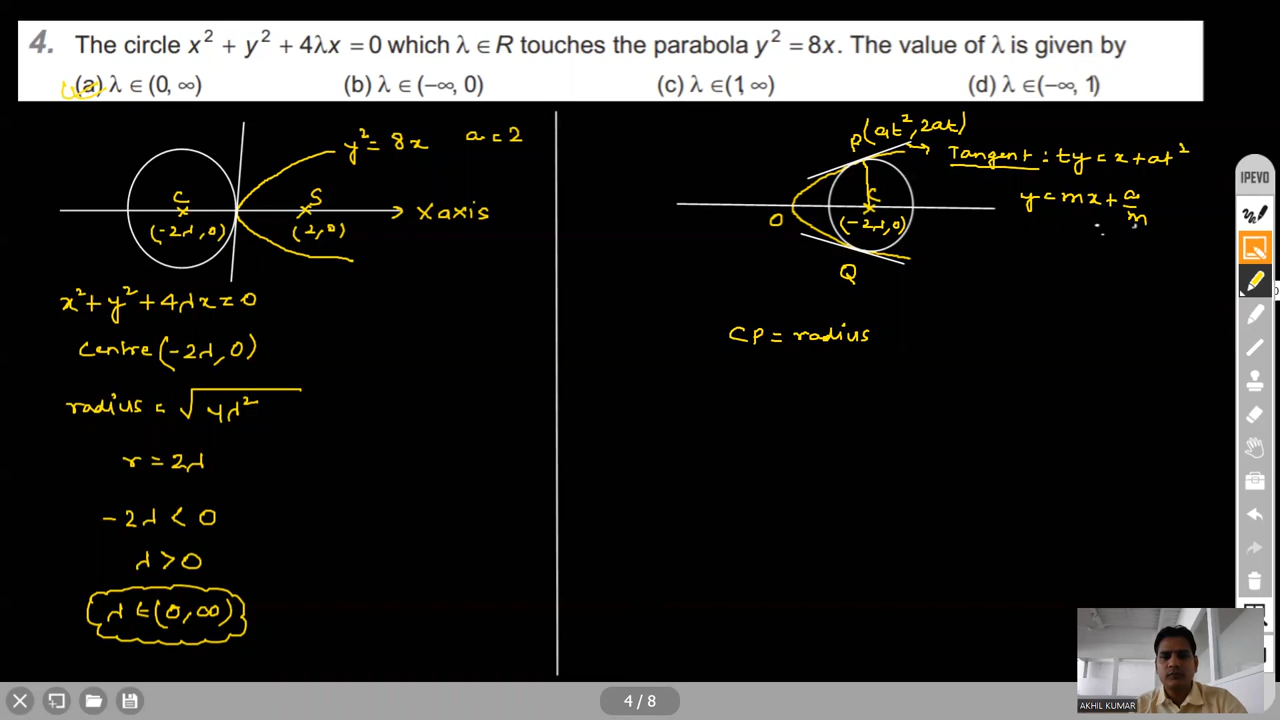 4. The circle x² + y² + 4λx = 0 which λ ∈ R touches the parabola y² = 8x. The value of λ is given by
(a) λ ∈ (0, ∞) (b) λ ∈ (−∞, 0) (c) λ ∈ (1, ∞) (d) λ ∈ (−∞, 1)
y² = 8x a = 2
C
S
(-2λ, 0)
(2, 0)
X axis
x² + y² + 4λx = 0
Centre (-2λ, 0)
radius = √4λ²
r = 2λ
-2λ < 0
λ > 0
λ ∈ (0, ∞)
P(at², 2at)
Tangent : ty = x + at²
y = mx + a/m
C
O
(-2λ, 0)
Q
CP = radius
IPEVO
4 / 8
AKHIL KUMAR